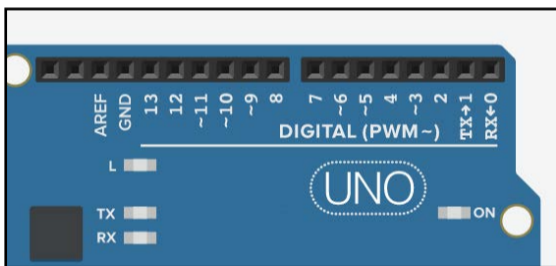 AREF GND 13 12 ~11 ~10 ~9 8 7 ~6 ~5 4 ~3 2 TX→1 RX←0
DIGITAL (PWM~)
L
UNO
TX
RX
ON